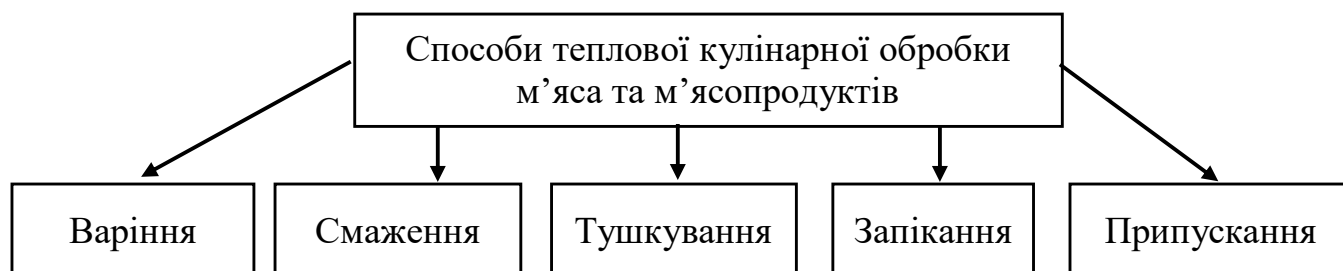 Способи теплової кулінарної обробки
м’яса та м’ясопродуктів
Варіння
Смаження
Тушкування
Запікання
Припускання